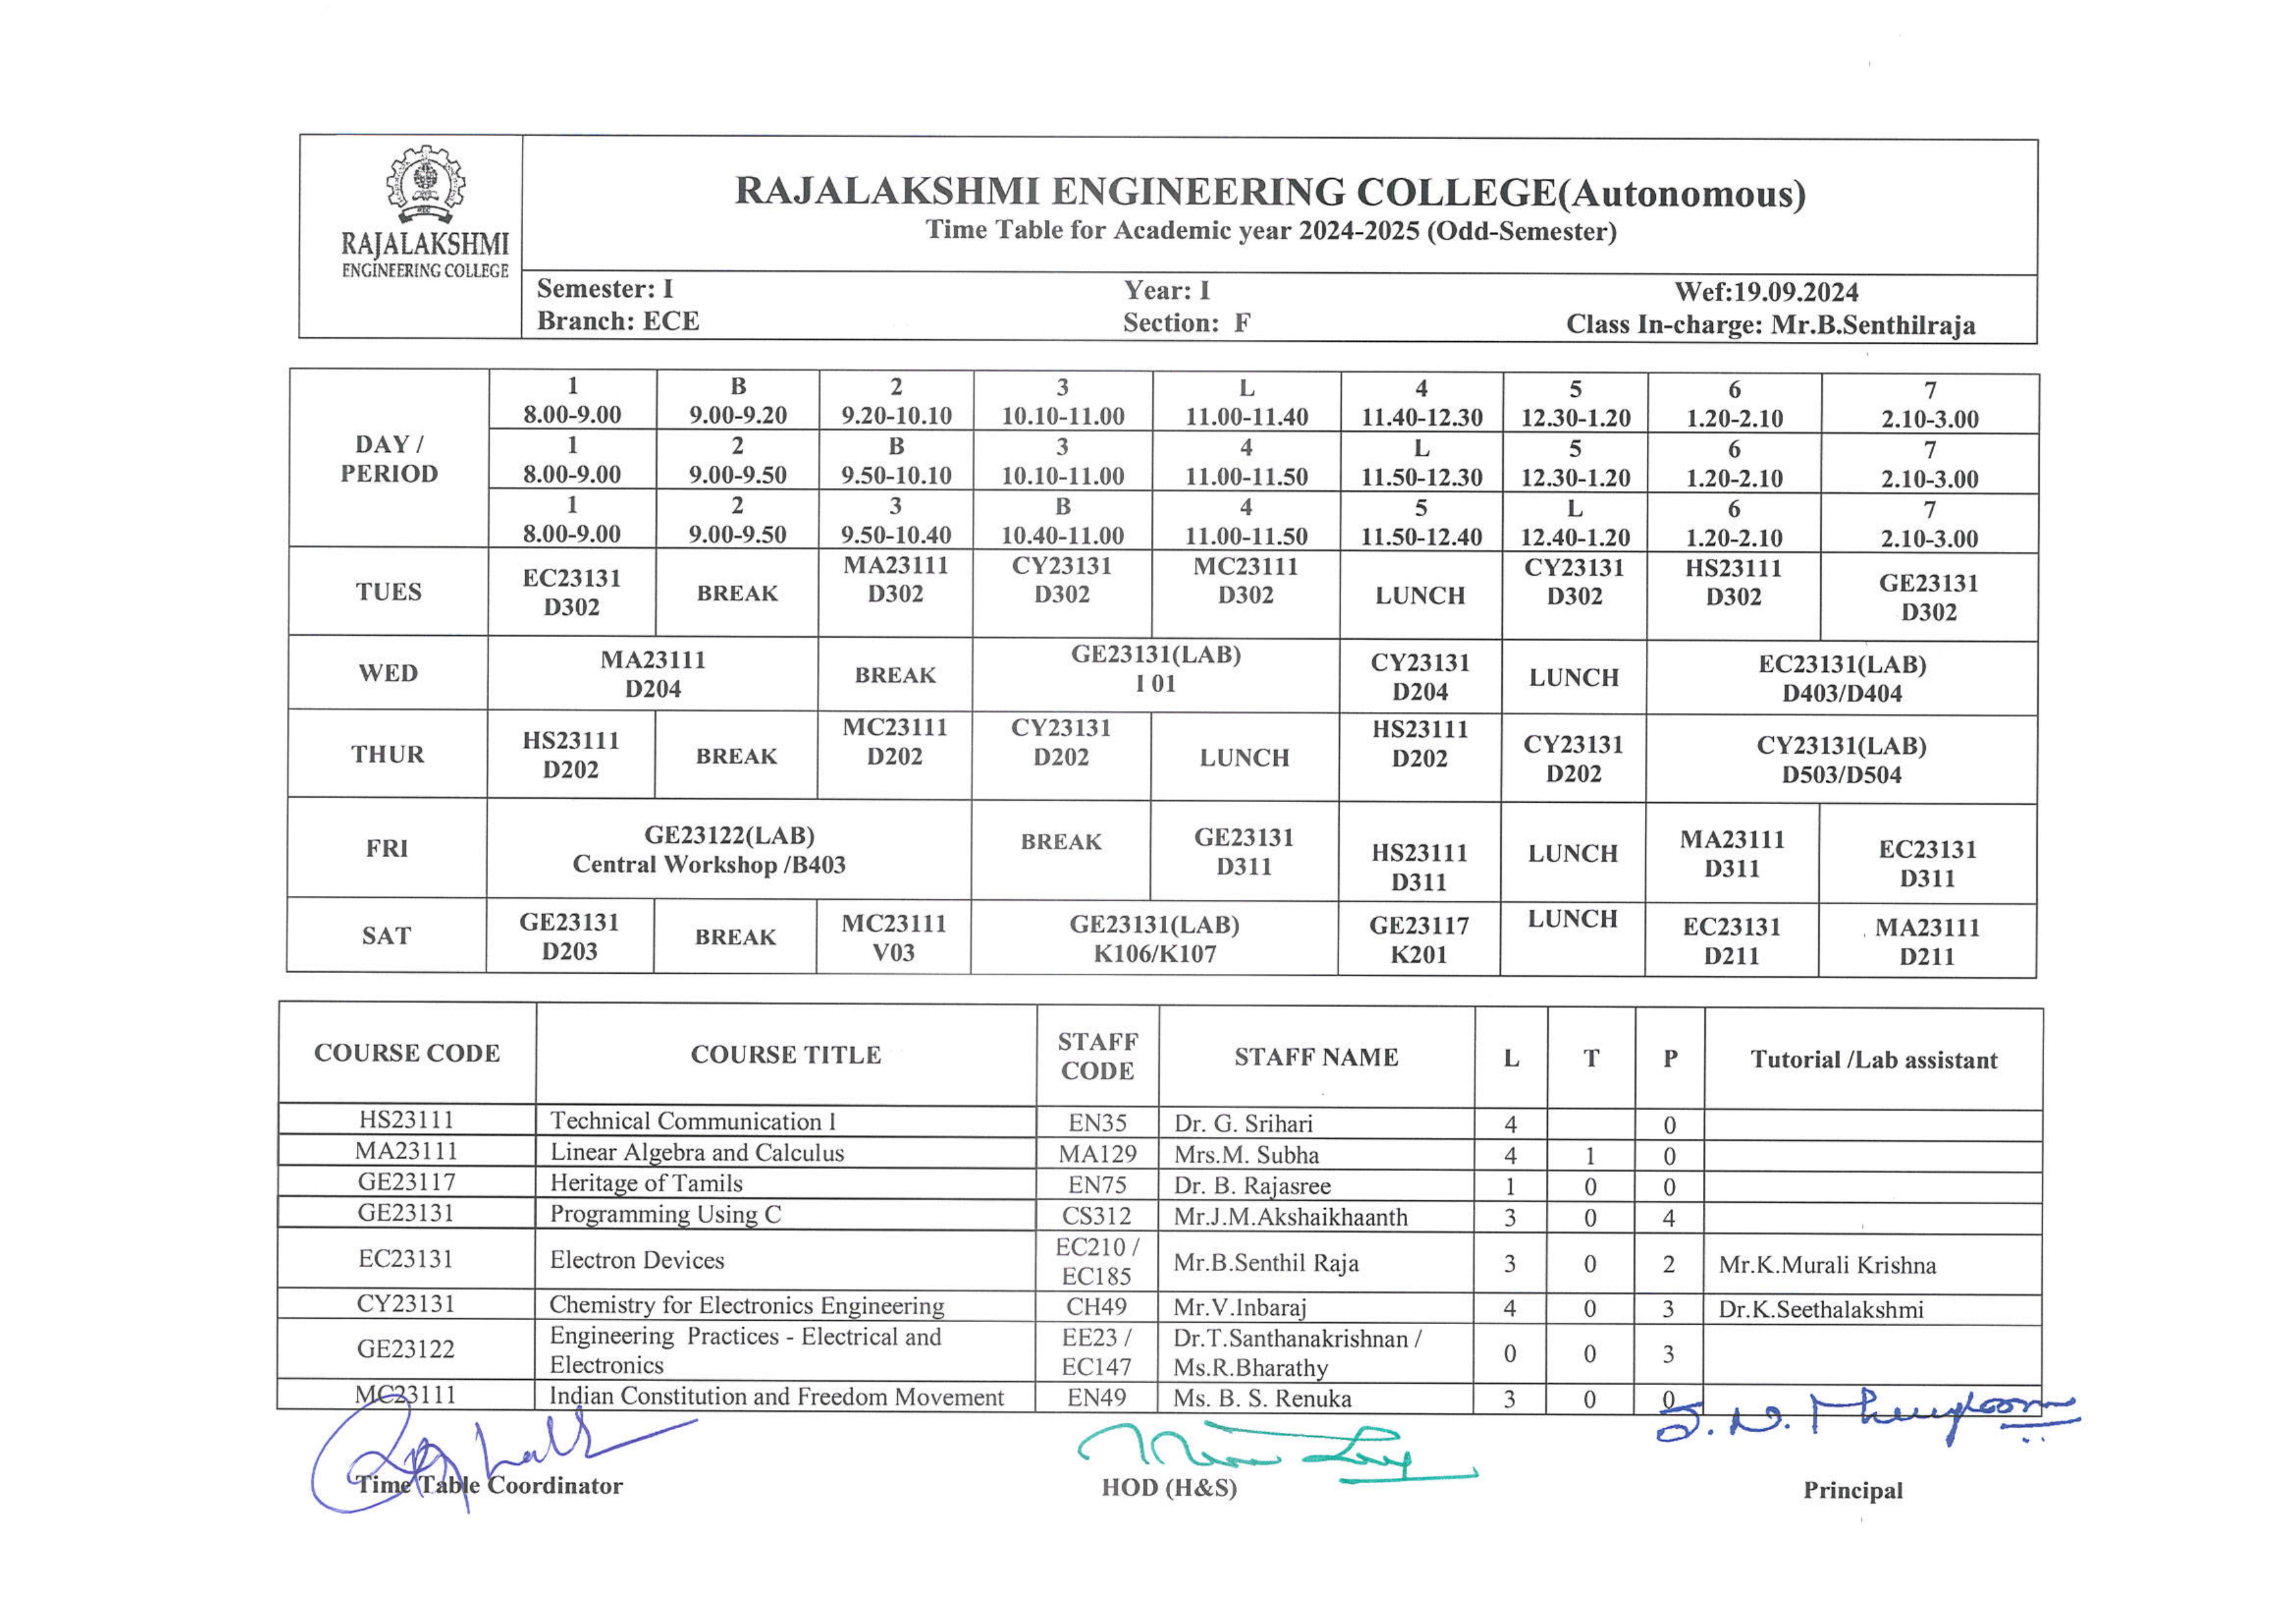 RAJALAKSHMI
ENGINEERING COLLEGE
RAJALAKSHMI ENGINEERING COLLEGE(Autonomous)
Time Table for Academic year 2024-2025 (Odd-Semester)
Semester: I Year: I Wef:19.09.2024
Branch: ECE Section: F Class In-charge: Mr.B.Senthilraja
DAY / PERIOD
1 B 2 3 L 4 5 6 7
8.00-9.00 9.00-9.20 9.20-10.10 10.10-11.00 11.00-11.40 11.40-12.30 12.30-1.20 1.20-2.10 2.10-3.00
1 2 B 3 4 L 5 6 7
8.00-9.00 9.00-9.50 9.50-10.10 10.10-11.00 11.00-11.50 11.50-12.30 12.30-1.20 1.20-2.10 2.10-3.00
1 2 3 B 4 5 L 6 7
8.00-9.00 9.00-9.50 9.50-10.40 10.40-11.00 11.00-11.50 11.50-12.40 12.40-1.20 1.20-2.10 2.10-3.00
TUES EC23131 BREAK MA23111 CY23131 MC23111 LUNCH CY23131 HS23111 GE23131
D302 D302 D302 D302 D302 D302 D302
WED MA23111 BREAK GE23131(LAB) CY23131 LUNCH EC23131(LAB)
D204 I 01 D204 D403/D404
THUR HS23111 BREAK MC23111 CY23131 LUNCH HS23111 CY23131 CY23131(LAB)
D202 D202 D202 D202 D202 D503/D504
FRI GE23122(LAB) BREAK GE23131 HS23111 LUNCH MA23111 EC23131
Central Workshop /B403 D311 D311 D311 D311
SAT GE23131 BREAK MC23111 GE23131(LAB) GE23117 LUNCH EC23131 MA23111
D203 V03 K106/K107 K201 D211 D211
COURSE CODE COURSE TITLE STAFF CODE STAFF NAME L T P Tutorial /Lab assistant
HS23111 Technical Communication I EN35 Dr. G. Srihari 4 0
MA23111 Linear Algebra and Calculus MA129 Mrs.M. Subha 4 1 0
GE23117 Heritage of Tamils EN75 Dr. B. Rajasree 1 0 0
GE23131 Programming Using C CS312 Mr.J.M.Akshaikhaanth 3 0 4
EC23131 Electron Devices EC210 / EC185 Mr.B.Senthil Raja 3 0 2 Mr.K.Murali Krishna
CY23131 Chemistry for Electronics Engineering CH49 Mr.V.Inbaraj 4 0 3 Dr.K.Seethalakshmi
GE23122 Engineering Practices - Electrical and Electronics EE23 / EC147 Dr.T.Santhanakrishnan / Ms.R.Bharathy 0 0 3
MC23111 Indian Constitution and Freedom Movement EN49 Ms. B. S. Renuka 3 0 0
Time Table Coordinator HOD (H&S) Principal